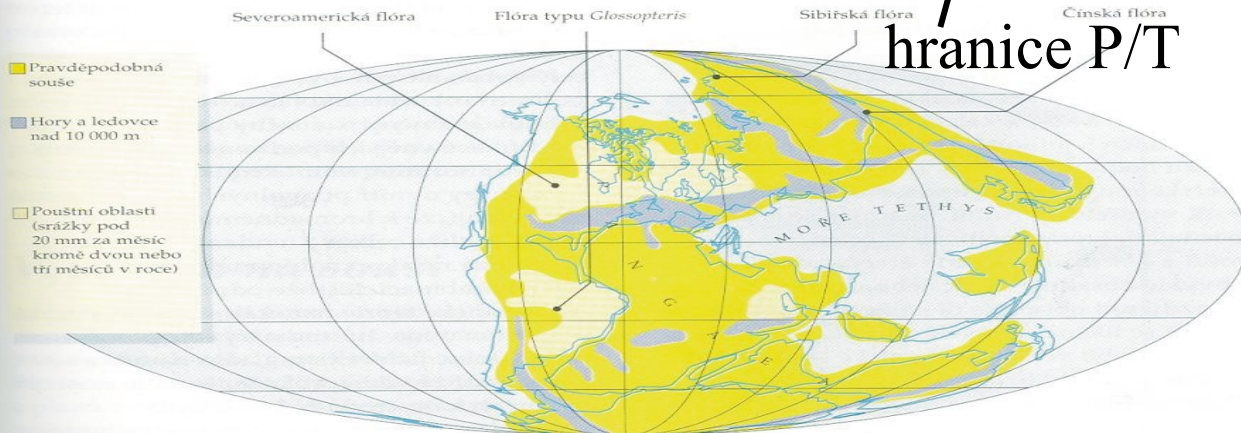 Severoamerická flóra
Flóra typu Glossopteris
Sibiřská flóra
Čínská flóra
hranice P/T
Pravděpodobná
souše
Hory a ledovce
nad 10 000 m
Pouštní oblasti
(srážky pod
20 mm za měsíc
kromě dvou nebo
tří měsíců v roce)
MORE TETHYS
N G E A